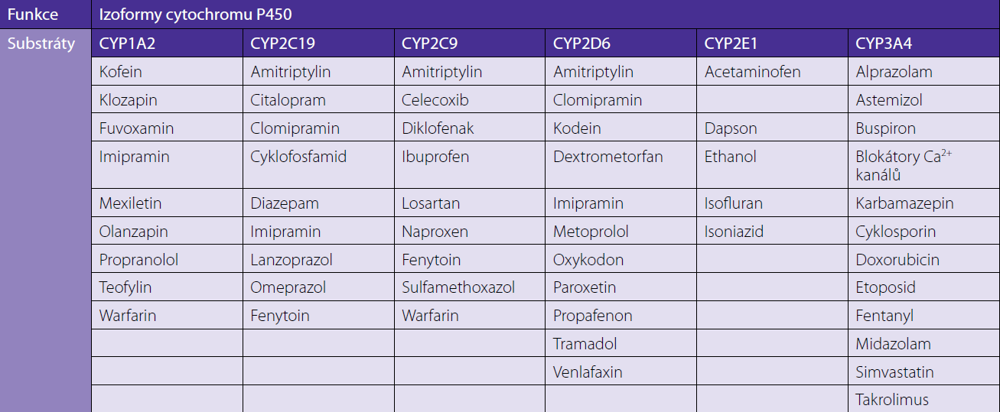 Funkce Izoformy cytochromu P450
Substráty CYP1A2 CYP2C19 CYP2C9 CYP2D6 CYP2E1 CYP3A4
Kofein Amitriptylin Amitriptylin Amitriptylin Acetaminofen Alprazolam
Klozapin Citalopram Celecoxib Clomipramin Astemizol
Fuvoxamin Clomipramin Diklofenak Kodein Dapson Buspiron
Imipramin Cyklofosfamid Ibuprofen Dextrometorfan Ethanol Blokátory Ca²⁺
kanálů
Mexiletin Diazepam Losartan Imipramin Isofluran Karbamazepin
Olanzapin Imipramin Naproxen Metoprolol Isoniazid Cyklosporin
Propranolol Lanzoprazol Fenytoin Oxykodon Doxorubicin
Teofylin Omeprazol Sulfamethoxazol Paroxetin Etoposid
Warfarin Fenytoin Warfarin Propafenon Fentanyl
Tramadol Midazolam
Venlafaxin Simvastatin
Takrolimus